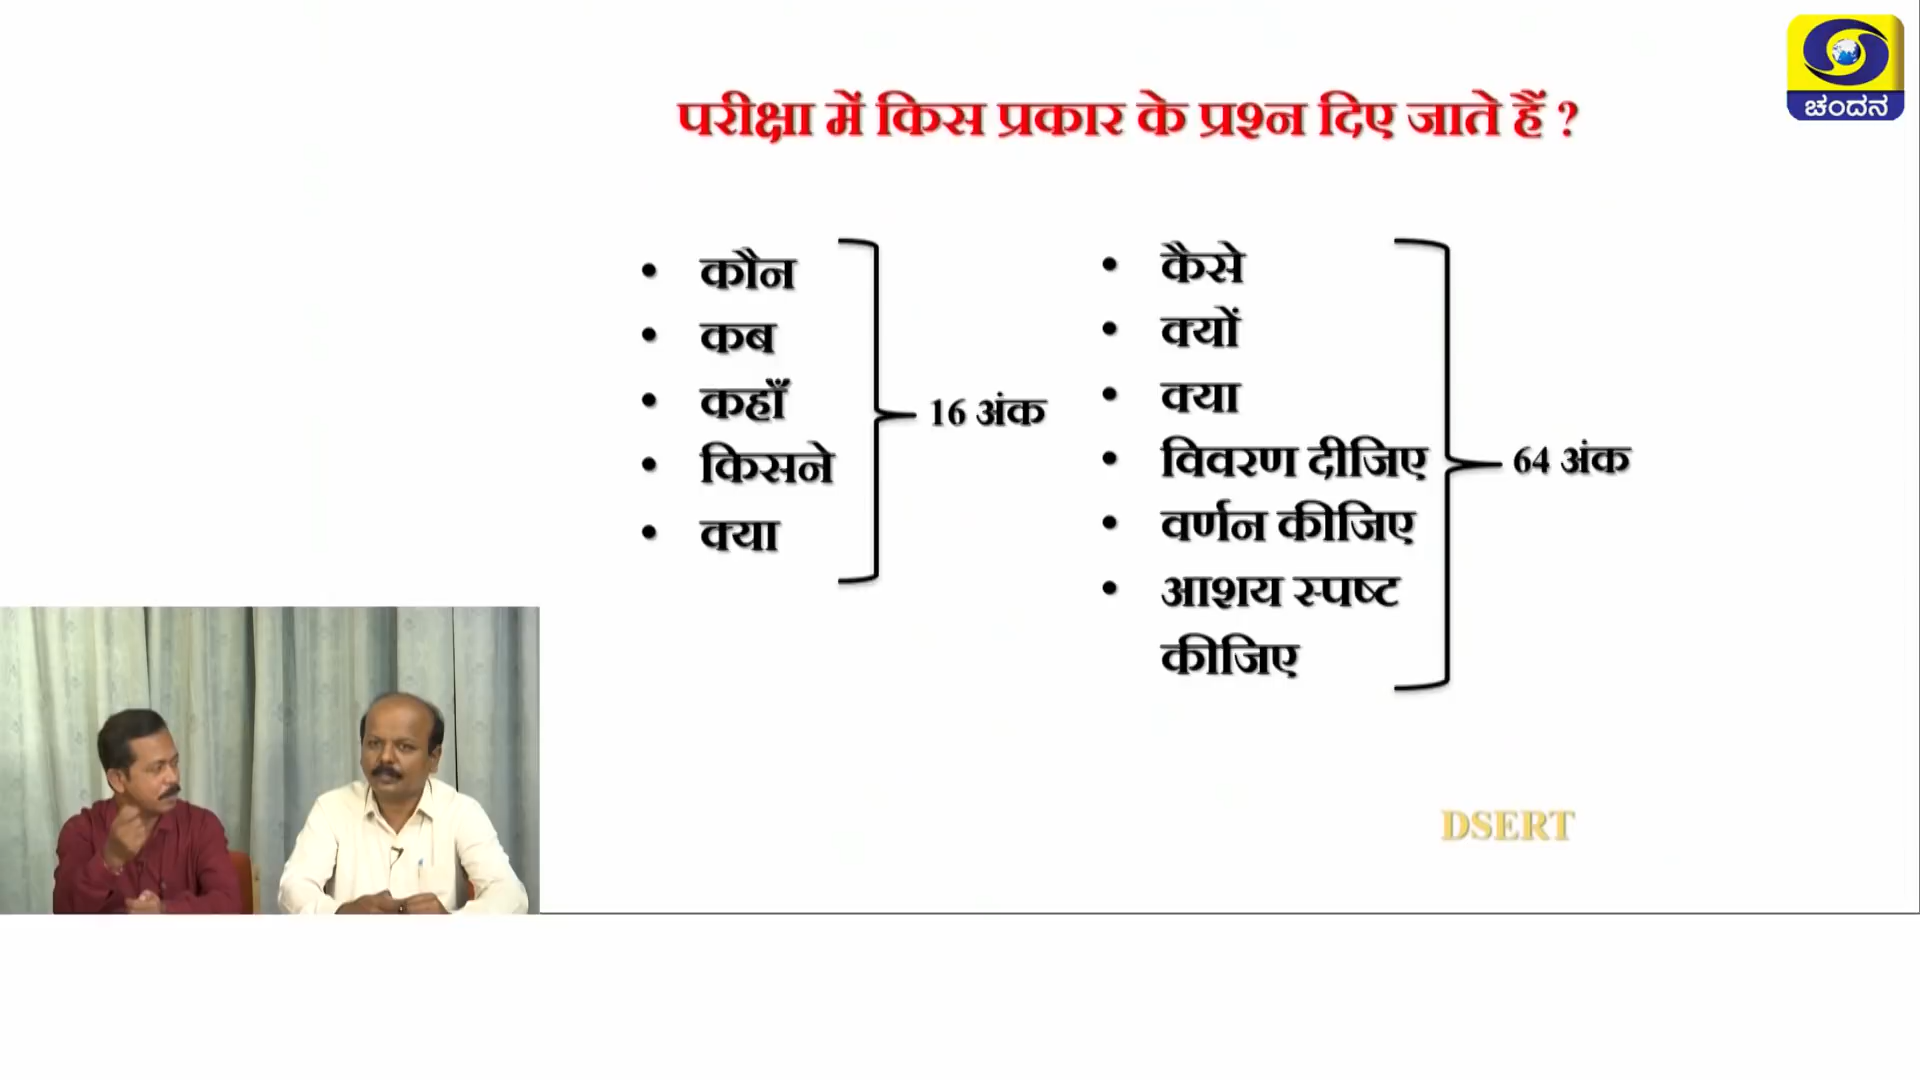 ಚಂದನ
परीक्षा में किस प्रकार के प्रश्न दिए जाते हैं ?
• कौन
• कब
• कहाँ
• किसने
• क्या
16 अंक
• कैसे
• क्यों
• क्या
• विवरण दीजिए
• वर्णन कीजिए
• आशय स्पष्ट
कीजिए
64 अंक
DSERT